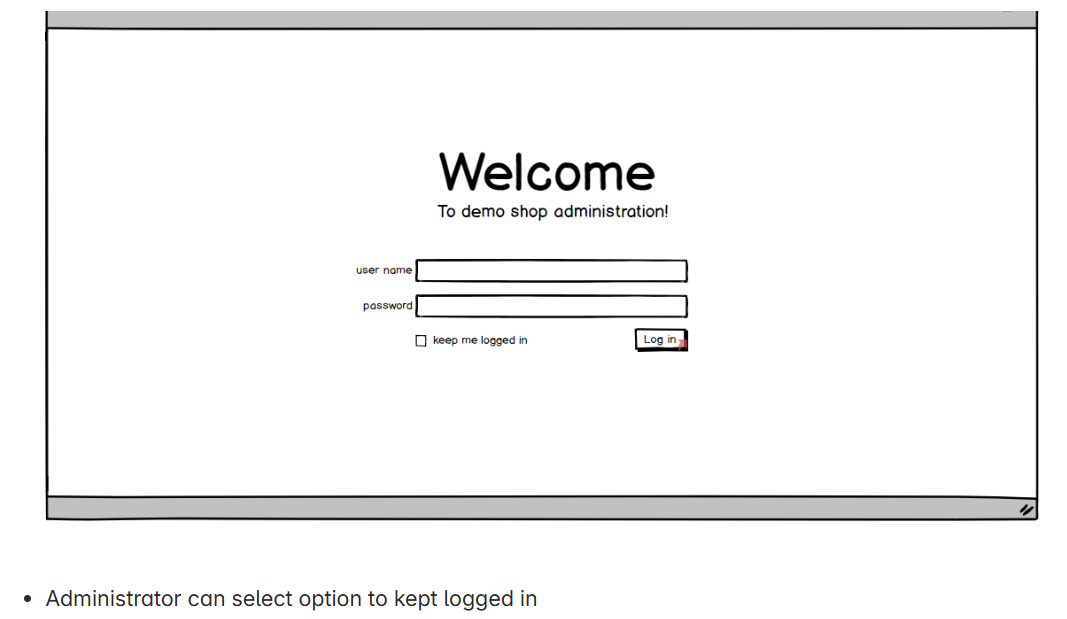 Welcome
To demo shop administration!
user name
password
keep me logged in
Log in
Administrator can select option to kept logged in